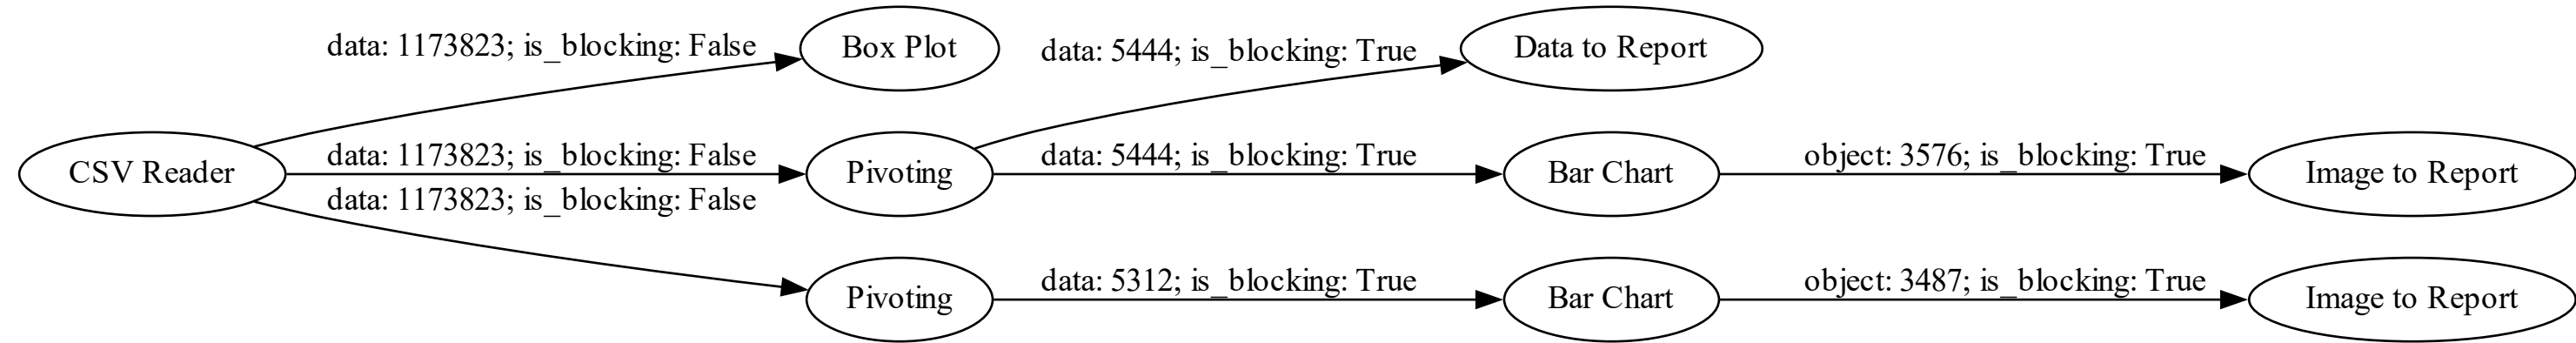 data: 1173823; is_blocking: False
Box Plot
data: 5444; is_blocking: True
Data to Report
CSV Reader
data: 1173823; is_blocking: False
Pivoting
data: 5444; is_blocking: True
Bar Chart
object: 3576; is_blocking: True
Image to Report
data: 1173823; is_blocking: False
Pivoting
data: 5312; is_blocking: True
Bar Chart
object: 3487; is_blocking: True
Image to Report